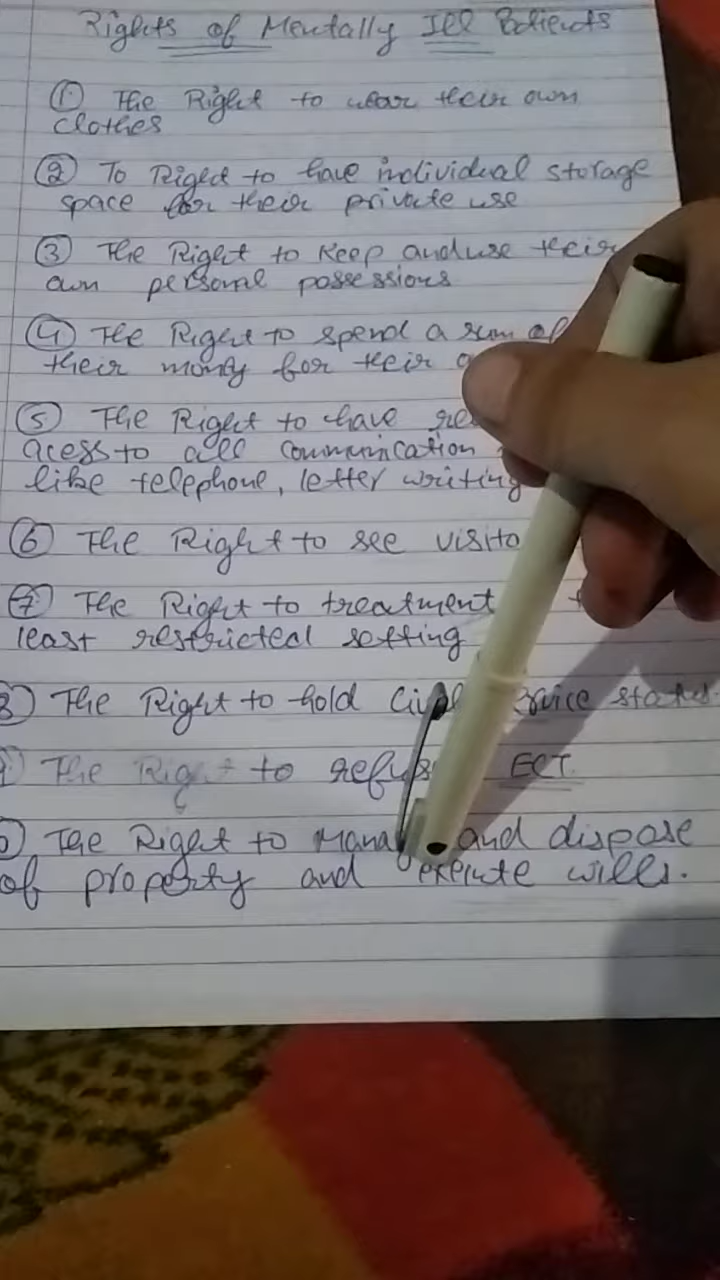 Rights of Mentally Ill Patients
① The Right to wear their own
clothes
② To Right to have individual storage
space for their private use
③ The Right to Keep and use their
own personal possessions
④ The Right to spend a sum of
their money for their
⑤ The Right to have
acess to all communication
like telephone, letter writing
⑥ The Right to see
⑦ The Right to treatment
least restricted setting
The Right to hold Civil status
The Right to ECT.
The Right to and dispose
of property and execute wills.